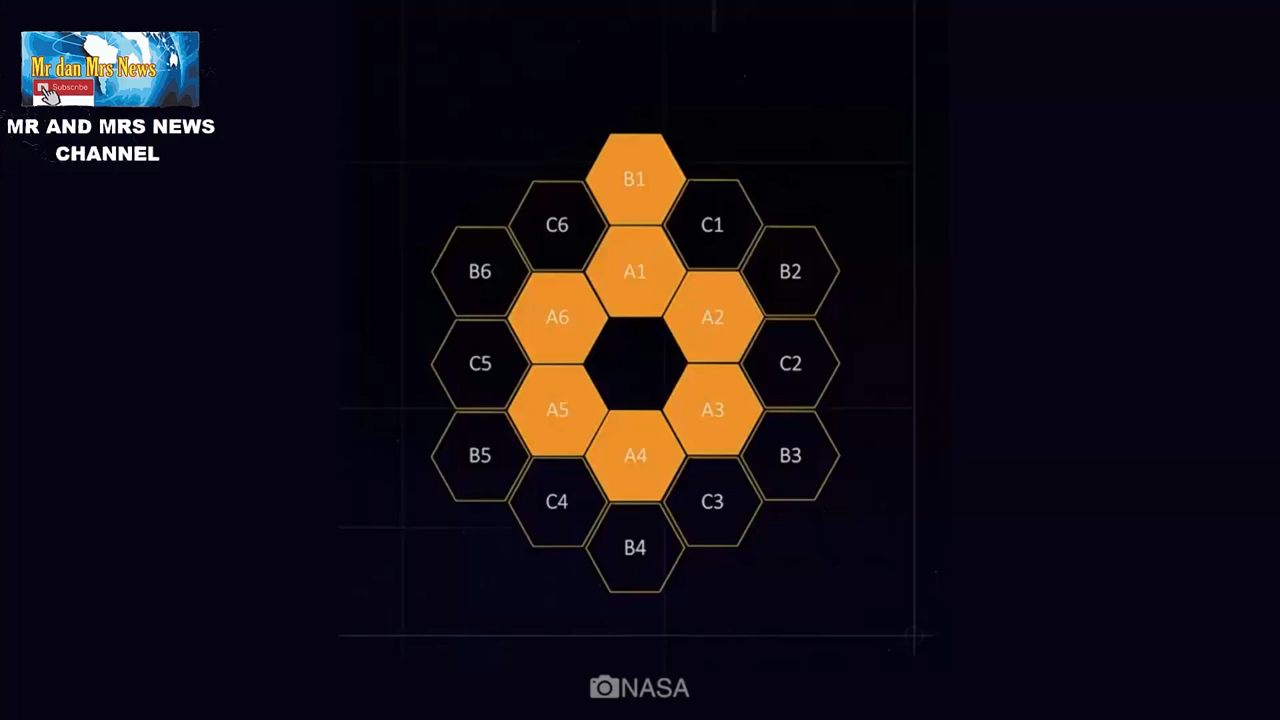 Mr dan Mrs News
Subscribe
MR AND MRS NEWS
CHANNEL
B1
C6
C1
B6
A1
B2
A6
A2
C5
C2
A5
A3
B5
A4
B3
C4
C3
B4
NASA